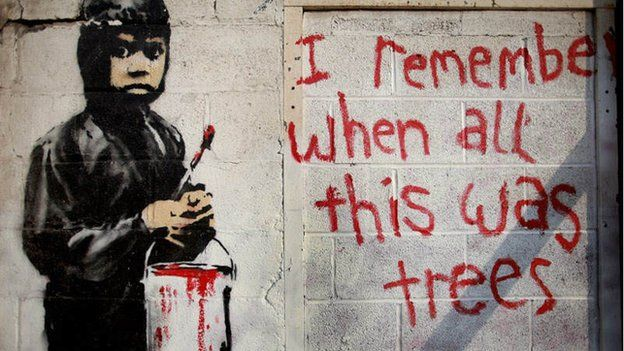 I remember
when all
this was
trees